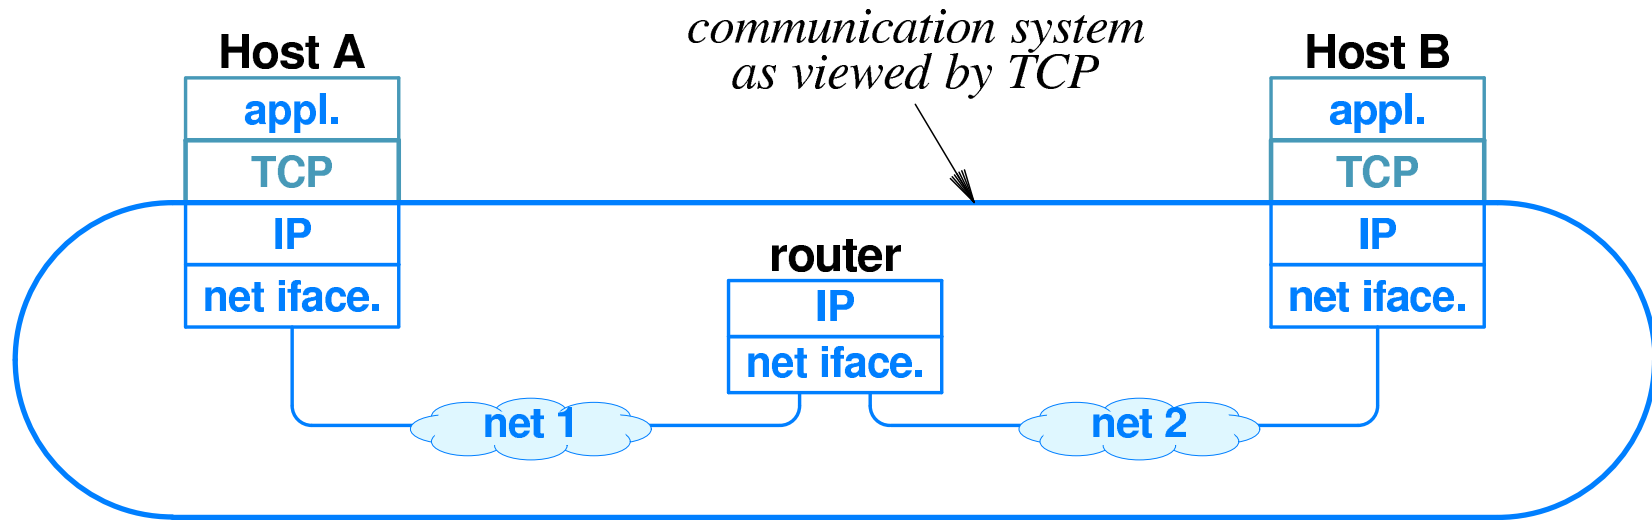 communication system
as viewed by TCP
Host A
appl.
TCP
IP
net iface.
router
IP
net iface.
Host B
appl.
TCP
IP
net iface.
net 1
net 2